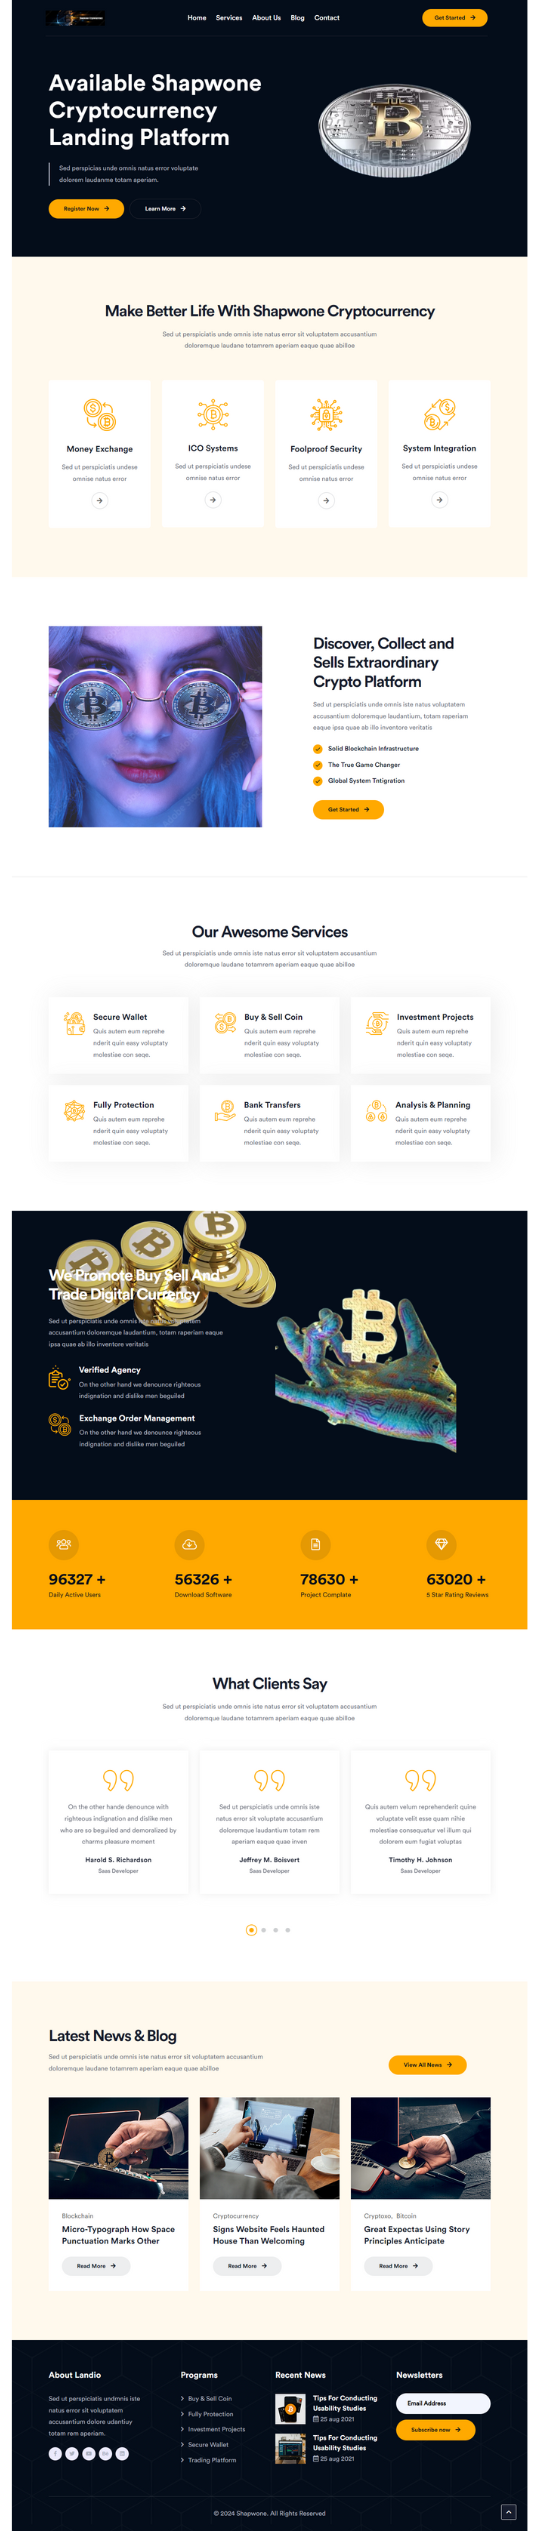 Home Services About Us Blog Contact
Get Started
Available Shapwone
Cryptocurrency
Landing Platform
Sed perspicias unde omnis natus error voluptate
dolorem laudanme totam aperiam.
Register Now
Learn More
Make Better Life With Shapwone Cryptocurrency
Sed ut perspiciatis unde omnis iste natus error sit voluptatem accusantium
doloremque laudane totamrem aperiam eaque quae abilloe
Money Exchange
Sed ut perspiciatis undese
omnise natus error
ICO Systems
Sed ut perspiciatis undese
omnise natus error
Foolproof Security
Sed ut perspiciatis undese
omnise natus error
System Integration
Sed ut perspiciatis undese
omnise natus error
Discover, Collect and
Sells Extraordinary
Crypto Platform
Sed ut perspiciatis unde omnis iste natus voluptatem
accusantium doloremque laudantium, totam raperiam
eaque ipsa quae ab illo inventore veritatis
Solid Blockchain Infrastructure
The True Game Changer
Global System Tntigration
Get Started
Our Awesome Services
Sed ut perspiciatis unde omnis iste natus error sit voluptatem accusantium
doloremque laudane totamrem aperiam eaque quae abilloe
Secure Wallet
Quis autem eum reprehe
nderit quin easy voluptaty
molestiae con seqe.
Buy & Sell Coin
Quis autem eum reprehe
nderit quin easy voluptaty
molestiae con seqe.
Investment Projects
Quis autem eum reprehe
nderit quin easy voluptaty
molestiae con seqe.
Fully Protection
Quis autem eum reprehe
nderit quin easy voluptaty
molestiae con seqe.
Bank Transfers
Quis autem eum reprehe
nderit quin easy voluptaty
molestiae con seqe.
Analysis & Planning
Quis autem eum reprehe
nderit quin easy voluptaty
molestiae con seqe.
We Promote Buy Sell And
Trade Digital Currency
Sed ut perspiciatis unde omnis iste natus voluptatem
accusantium doloremque laudantium, totam raperiam eaque
ipsa quae ab illo inventore veritatis
Verified Agency
On the other hand we denounce righteous
indignation and dislike men beguiled
Exchange Order Management
On the other hand we denounce righteous
indignation and dislike men beguiled
96327 +
Daily Active Users
56326 +
Download Software
78630 +
Project Complate
63020 +
5 Star Rating Reviews
What Clients Say
Sed ut perspiciatis unde omnis iste natus error sit voluptatem accusantium
doloremque laudane totamrem aperiam eaque quae abilloe
On the other hande denounce with
righteous indignation and dislike men
who are so beguiled and demoralized by
charms pleasure moment
Harold S. Richardson
Saas Developer
Sed ut perspiciatis unde omnis iste
natus error sit voluptatem accusantium
doloremque laudantium totam rem
aperiam eaque quae inven
Jeffrey M. Boisvert
Saas Developer
Quis autem velum reprehenderit quine
voluptate velit esse quam nihie
molestiae consequatur vel illum qui
dolorem eum fugiat voluptas
Timothy H. Johnson
Saas Developer
Latest News & Blog
Sed ut perspiciatis unde omnis iste natus error sit voluptatem accusantium
doloremque laudane totamrem aperiam eaque quae abilloe
View All News
Blockchain
Micro-Typograph How Space
Punctuation Marks Other
Read More
Cryptocurrency
Signs Website Feels Haunted
House Than Welcoming
Read More
Cryptoxo, Bitcoin
Great Expectas Using Story
Principles Anticipate
Read More
About Landio
Sed ut perspiciatis undmnis iste
natus error sit voluptatem
accusantium dolore udantiuy
totam rem aperiam.
Programs
Buy & Sell Coin
Fully Protection
Investment Projects
Secure Wallet
Trading Platform
Recent News
Tips For Conducting
Usability Studies
25 aug 2021
Tips For Conducting
Usability Studies
25 aug 2021
Newsletters
Email Address
Subscribe now
© 2024 Shapwone. All Rights Reserved